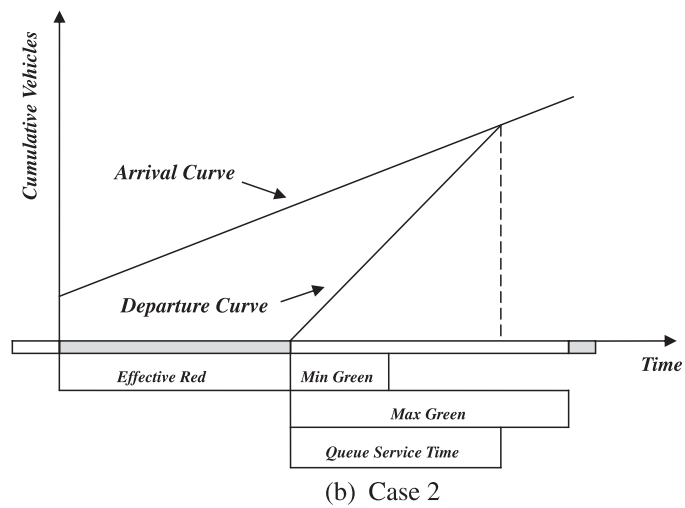 Cumulative Vehicles
Arrival Curve
Departure Curve
Time
Effective Red
Min Green
Max Green
Queue Service Time
(b) Case 2